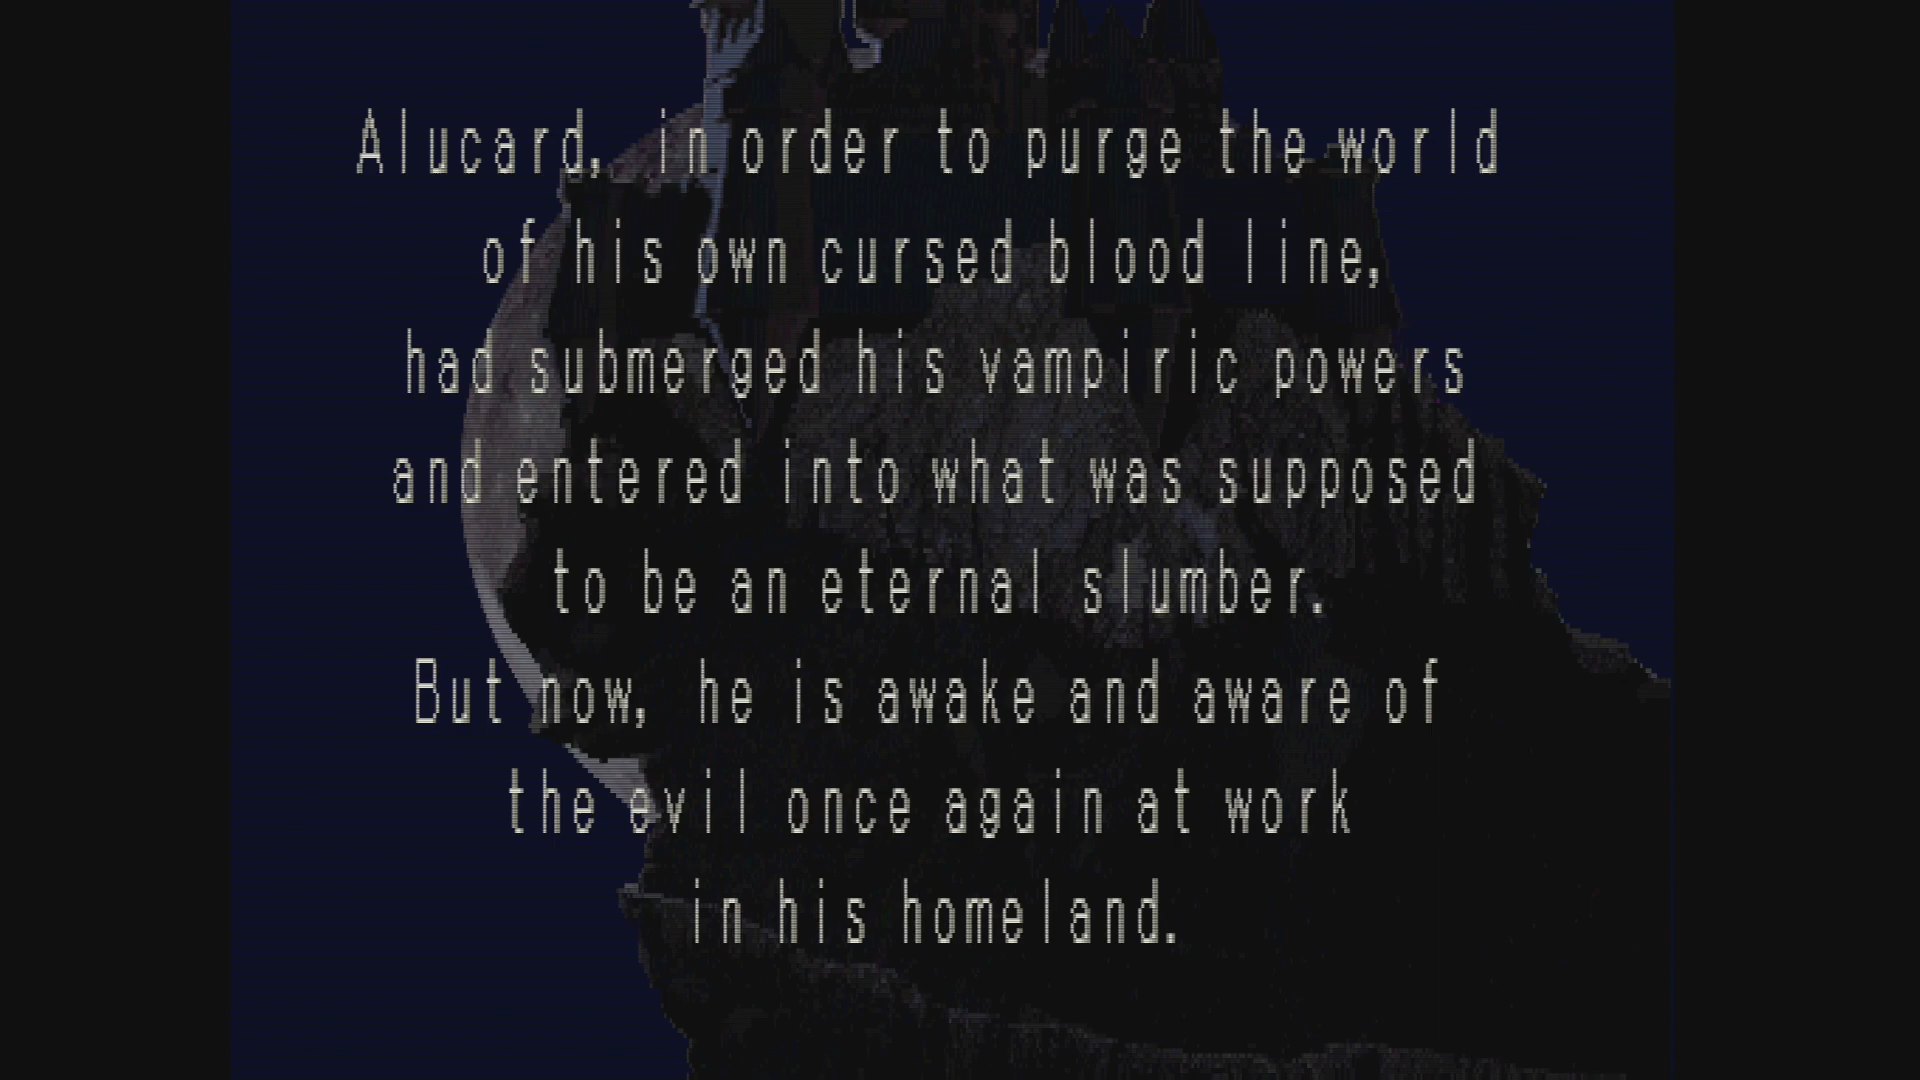 Alucard, in order to purge the world
of his own cursed blood line,
had submerged his vampiric powers
and entered into what was supposed
to be an eternal slumber.
But now, he is awake and aware of
the evil once again at work
in his homeland.